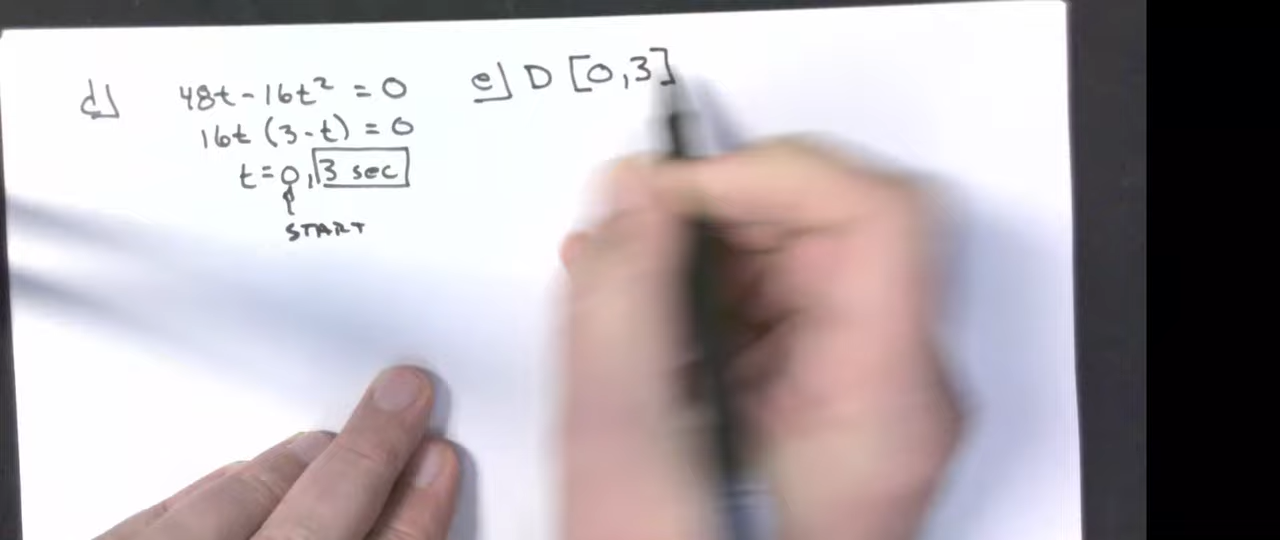 d) 48t - 16t² = 0
16t (3 - t) = 0
t = 0, 3 sec
START
e) D [0,3]